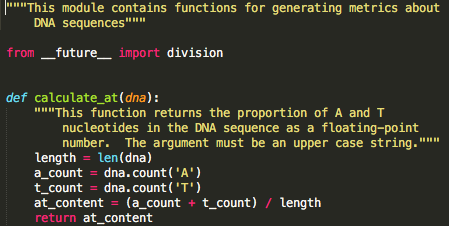 """This module contains functions for generating metrics about
DNA sequences"""
from __future__ import division
def calculate_at(dna):
"""This function returns the proportion of A and T
nucleotides in the DNA sequence as a floating-point
number.  The argument must be an upper case string."""
length = len(dna)
a_count = dna.count('A')
t_count = dna.count('T')
at_content = (a_count + t_count) / length
return at_content